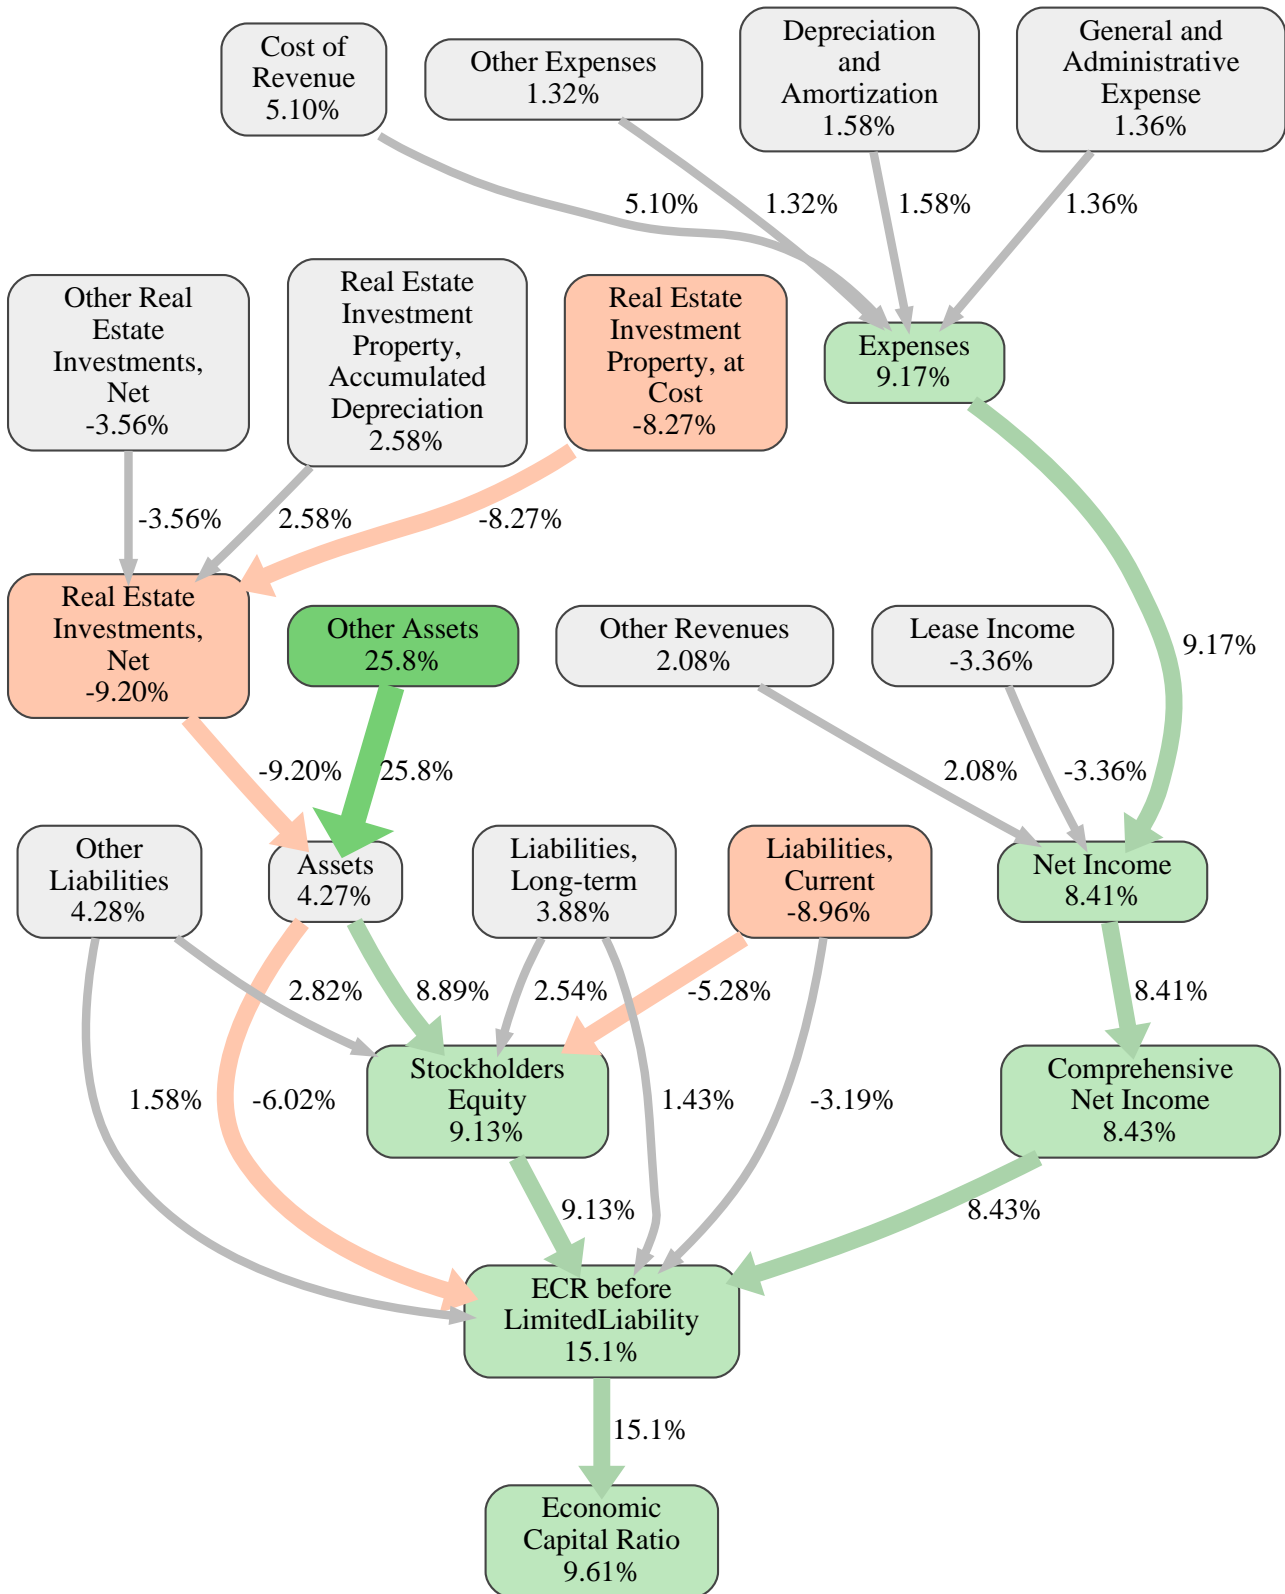 Cost of
Revenue
5.10%
Other Expenses
1.32%
Depreciation
and
Amortization
1.58%
General and
Administrative
Expense
1.36%
5.10%
1.32%
1.58%
1.36%
Other Real
Estate
Investments,
Net
-3.56%
Real Estate
Investment
Property,
Accumulated
Depreciation
2.58%
Real Estate
Investment
Property, at
Cost
-8.27%
Expenses
9.17%
-3.56%
2.58%
-8.27%
Real Estate
Investments,
Net
-9.20%
Other Assets
25.8%
Other Revenues
2.08%
Lease Income
-3.36%
9.17%
-9.20%
25.8%
2.08%
-3.36%
Other
Liabilities
4.28%
Assets
4.27%
Liabilities,
Long-term
3.88%
Liabilities,
Current
-8.96%
Net Income
8.41%
2.82%
8.89%
2.54%
-5.28%
8.41%
Stockholders
Equity
9.13%
Comprehensive
Net Income
8.43%
1.58%
-6.02%
1.43%
-3.19%
9.13%
8.43%
ECR before
LimitedLiability
15.1%
15.1%
Economic
Capital Ratio
9.61%